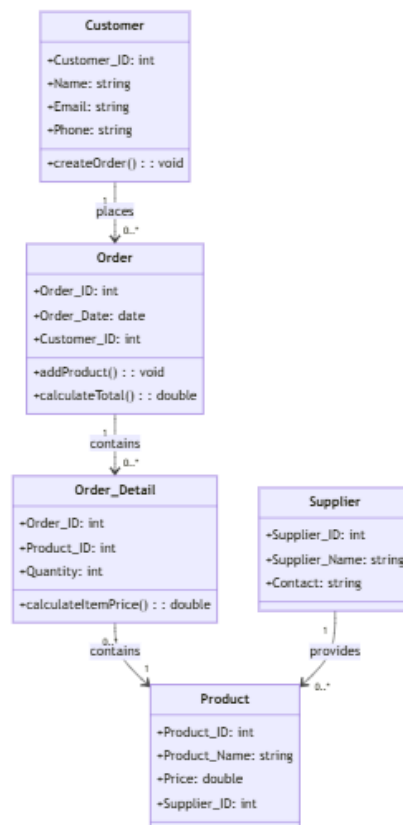 Customer
+Customer_ID: int
+Name: string
+Email: string
+Phone: string
+createOrder() : : void
1
places
0..*
Order
+Order_ID: int
+Order_Date: date
+Customer_ID: int
+addProduct() : : void
+calculateTotal() : : double
1
contains
0..*
Order_Detail
+Order_ID: int
+Product_ID: int
+Quantity: int
+calculateItemPrice() : : double
Supplier
+Supplier_ID: int
+Supplier_Name: string
+Contact: string
0..*
contains
1
1
provides
0..*
Product
+Product_ID: int
+Product_Name: string
+Price: double
+Supplier_ID: int